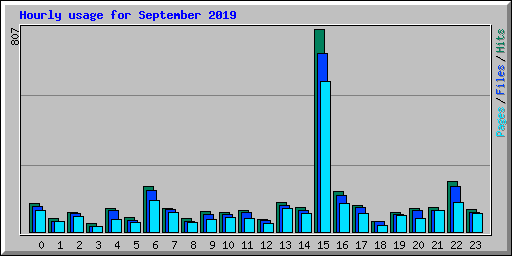 Hourly usage for September 2019
807
Pages/Files/Hits
0 1 2 3 4 5 6 7 8 9 10 11 12 13 14 15 16 17 18 19 20 21 22 23